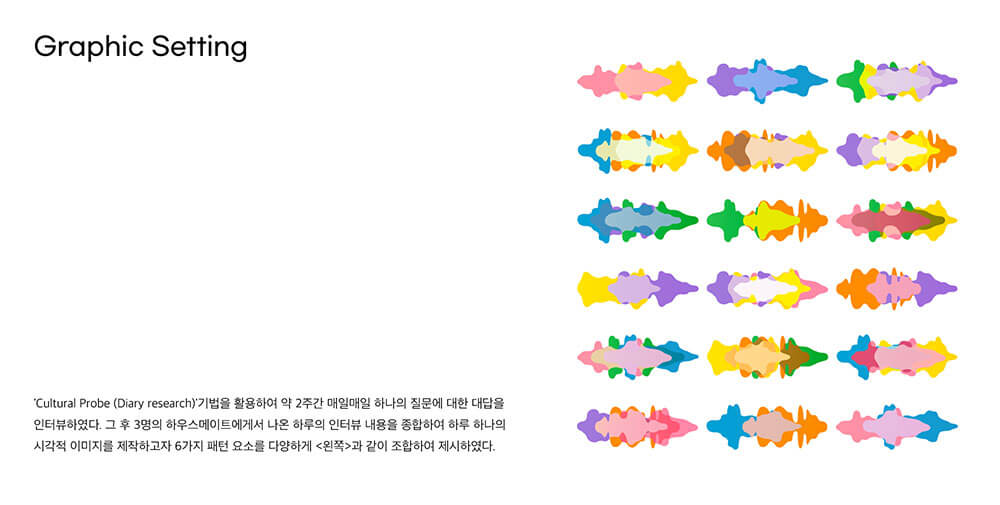 Graphic Setting
'Cultural Probe (Diary research)'기법을 활용하여 약 2주간 매일매일 하나의 질문에 대한 대답을
인터뷰하였다. 그 후 3명의 하우스메이트에게서 나온 하루의 인터뷰 내용을 종합하여 하루 하나의
시각적 이미지를 제작하고자 6가지 패턴 요소를 다양하게 <왼쪽>과 같이 조합하여 제시하였다.